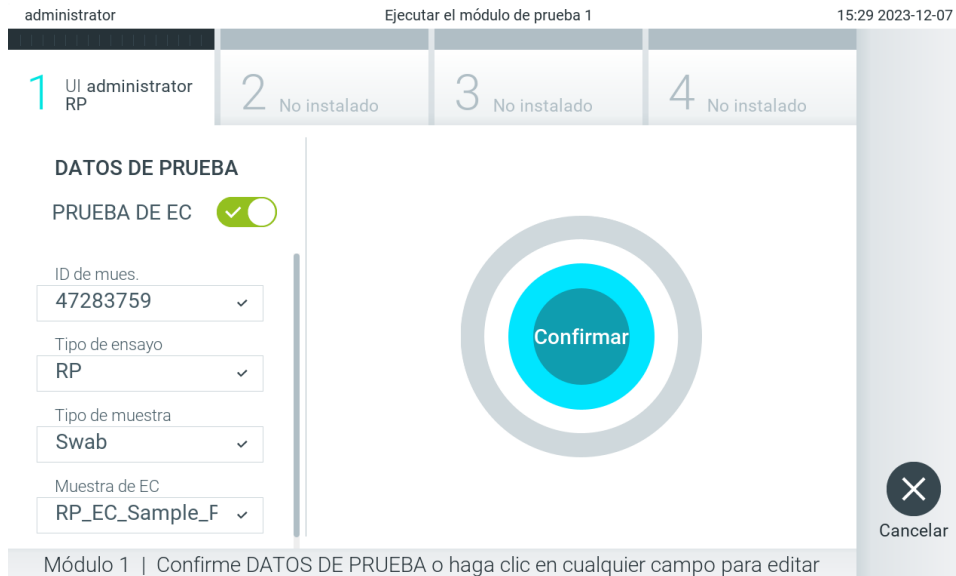 administrator Ejecutar el módulo de prueba 1 15:29 2023-12-07
1 UI administrator
RP
2 No instalado
3 No instalado
4 No instalado
DATOS DE PRUEBA
PRUEBA DE EC
ID de mues.
47283759
Tipo de ensayo
RP
Tipo de muestra
Swab
Muestra de EC
RP_EC_Sample_F
Confirmar
Cancelar
Módulo 1 | Confirme DATOS DE PRUEBA o haga clic en cualquier campo para editar